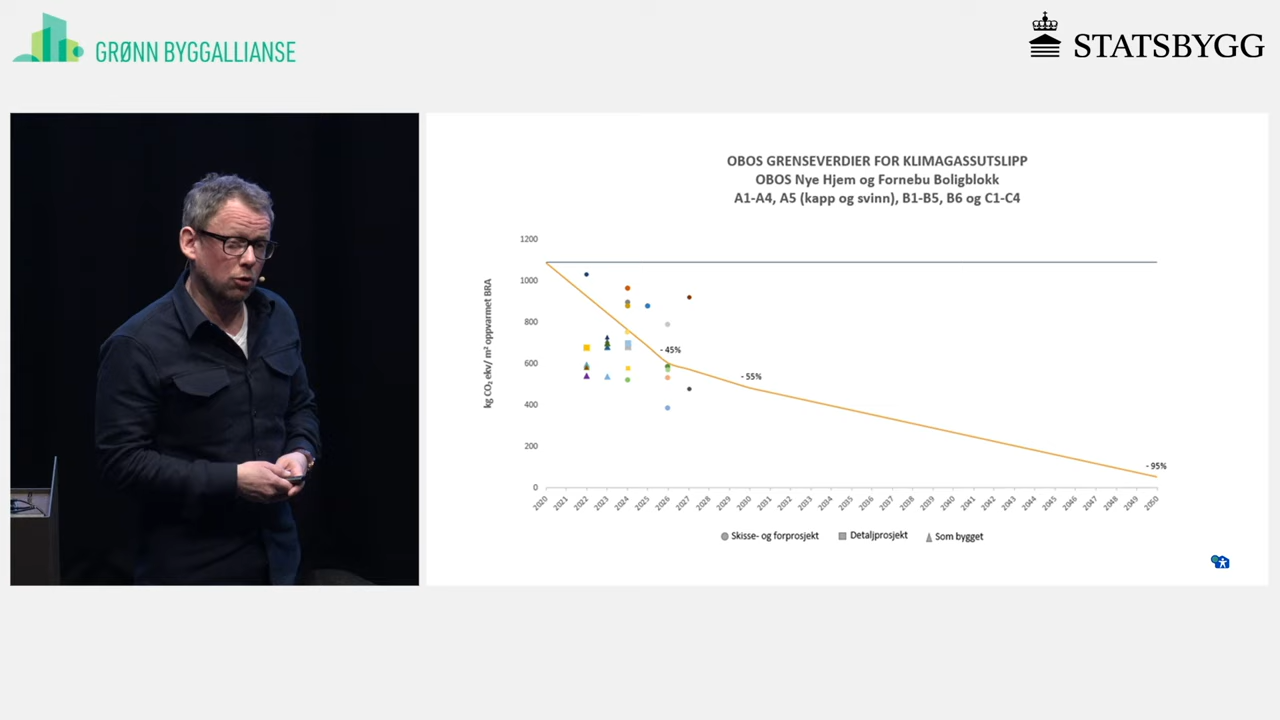 GRØNN BYGGALLIANSE
STATSBYGG
OBOS GRENSEVERDIER FOR KLIMAGASSUTSLIPP
OBOS Nye Hjem og Fornebu Boligblokk
A1-A4, A5 (kapp og svinn), B1-B5, B6 og C1-C4
kg CO₂ ekv/ m² oppvarmet BRA
1200
1000
800
600
400
200
0
- 45%
- 55%
- 95%
2020 2021 2022 2023 2024 2025 2026 2027 2028 2029 2030 2031 2032 2033 2034 2035 2036 2037 2038 2039 2040 2041 2042 2043 2044 2045 2046 2047 2048 2049 2050
Skisse- og forprosjekt Detaljprosjekt Som bygget